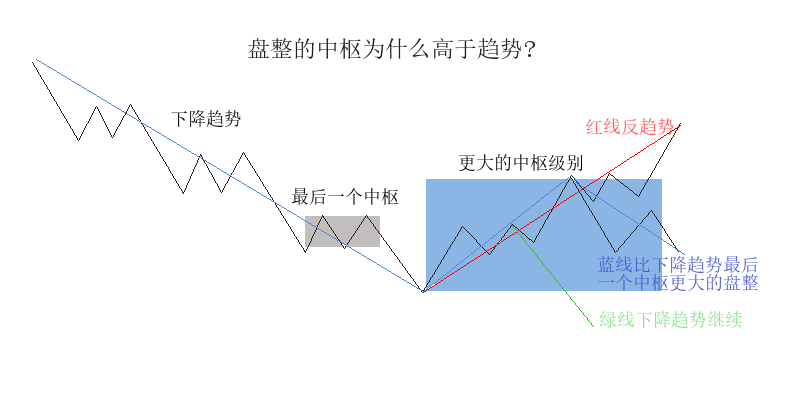 盘整的中枢为什么高于趋势?
下降趋势
红线反趋势
更大的中枢级别
最后一个中枢
蓝线比下降趋势最后
一个中枢更大的盘整
绿线下降趋势继续